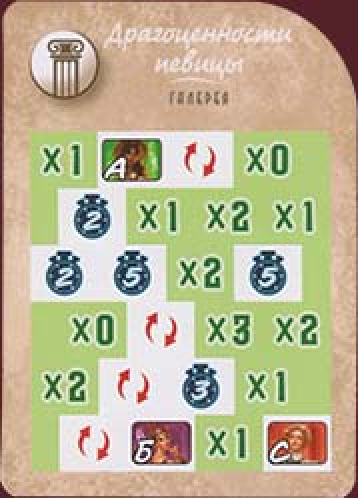 Драгоценности
певицы
ГАЛЕРЕЯ
x1 А x0
2 x1 x2 x1
2 5 x2 5
x0 x3 x2
x2 3 x1
Б x1 С